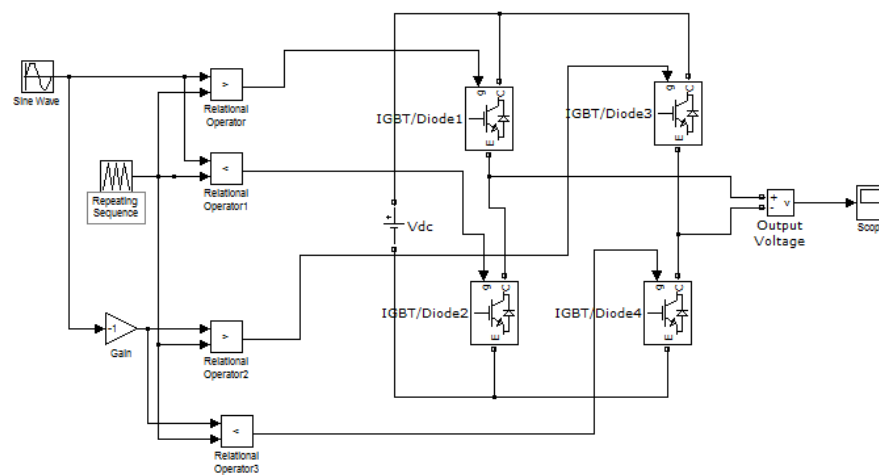 Sine Wave
>
Relational
Operator
g
C
E
IGBT/Diode1
g
C
E
IGBT/Diode3
Repeating
Sequence
<
Relational
Operator1
+
Vdc
+
-
v
Output
Voltage
Scop
g
C
E
IGBT/Diode2
g
C
E
IGBT/Diode4
-1
Gain
>
Relational
Operator2
<
Relational
Operator3